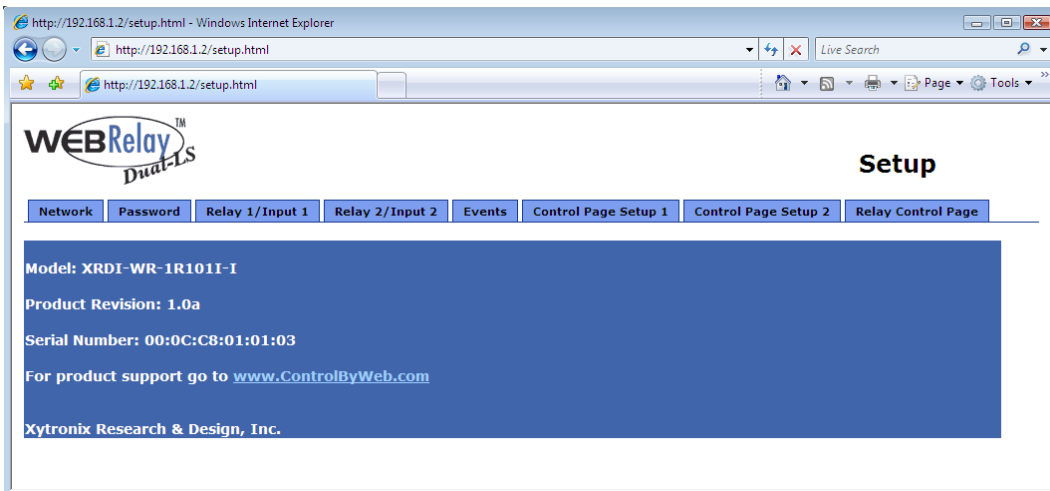 http://192.168.1.2/setup.html - Windows Internet Explorer
http://192.168.1.2/setup.html
Live Search
http://192.168.1.2/setup.html
Page
Tools
WEBRelay™
Dual-LS
Setup
Network Password Relay 1/Input 1 Relay 2/Input 2 Events Control Page Setup 1 Control Page Setup 2 Relay Control Page
Model: XRDI-WR-1R101I-I
Product Revision: 1.0a
Serial Number: 00:0C:C8:01:01:03
For product support go to www.ControlByWeb.com
Xytronix Research & Design, Inc.